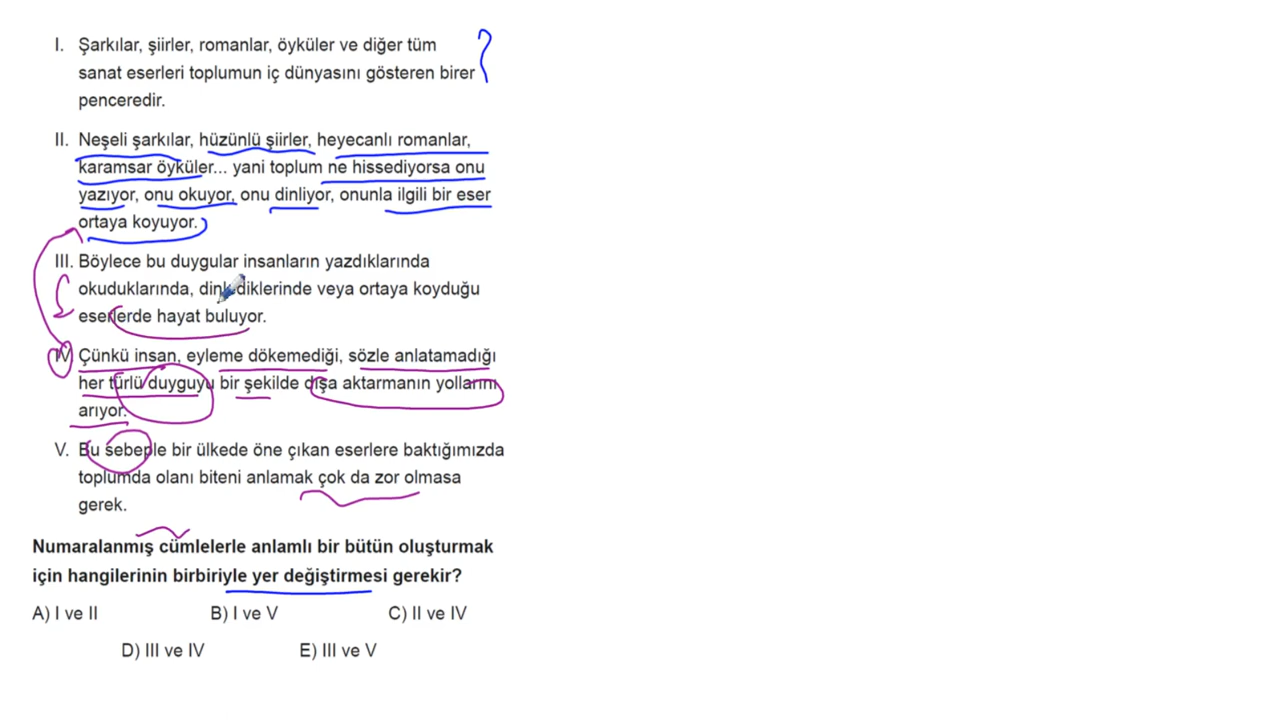 I. Şarkılar, şiirler, romanlar, öyküler ve diğer tüm
sanat eserleri toplumun iç dünyasını gösteren birer
penceredir.
II. Neşeli şarkılar, hüzünlü şiirler, heyecanlı romanlar,
karamsar öyküler... yani toplum ne hissediyorsa onu
yazıyor, onu okuyor, onu dinliyor, onunla ilgili bir eser
ortaya koyuyor.
III. Böylece bu duygular insanların yazdıklarında
okuduklarında, dinlediklerinde veya ortaya koyduğu
eserlerde hayat buluyor.
IV Çünkü insan, eyleme dökemediği, sözle anlatamadığı
her türlü duyguyu bir şekilde dışa aktarmanın yollarını
arıyor.
V. Bu sebeple bir ülkede öne çıkan eserlere baktığımızda
toplumda olanı biteni anlamak çok da zor olmasa
gerek.
Numaralanmış cümlelerle anlamlı bir bütün oluşturmak
için hangilerinin birbiriyle yer değiştirmesi gerekir?
A) I ve II B) I ve V C) II ve IV
D) III ve IV E) III ve V